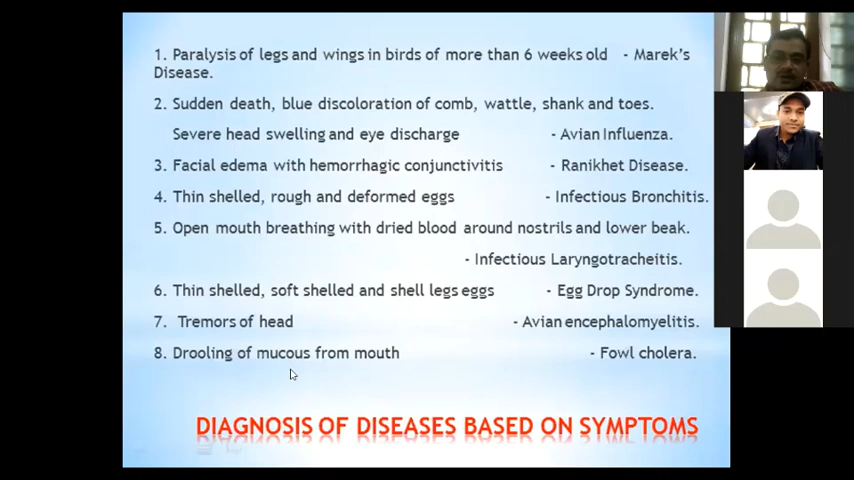 1. Paralysis of legs and wings in birds of more than 6 weeks old - Marek's
Disease.
2. Sudden death, blue discoloration of comb, wattle, shank and toes.
Severe head swelling and eye discharge - Avian Influenza.
3. Facial edema with hemorrhagic conjunctivitis - Ranikhet Disease.
4. Thin shelled, rough and deformed eggs - Infectious Bronchitis.
5. Open mouth breathing with dried blood around nostrils and lower beak.
- Infectious Laryngotracheitis.
6. Thin shelled, soft shelled and shell legs eggs - Egg Drop Syndrome.
7. Tremors of head - Avian encephalomyelitis.
8. Drooling of mucous from mouth - Fowl cholera.
DIAGNOSIS OF DISEASES BASED ON SYMPTOMS